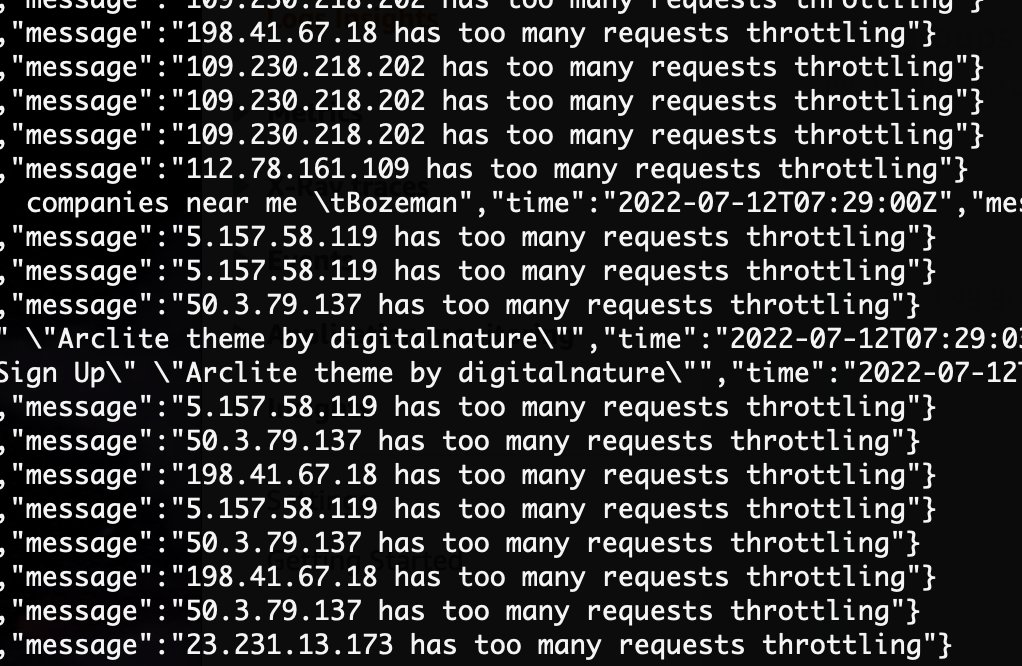 ,"message":"109.230.218.202 has too many requests throttling"}
,"message":"198.41.67.18 has too many requests throttling"}
,"message":"109.230.218.202 has too many requests throttling"}
,"message":"109.230.218.202 has too many requests throttling"}
,"message":"109.230.218.202 has too many requests throttling"}
,"message":"112.78.161.109 has too many requests throttling"}
companies near me \tBozeman","time":"2022-07-12T07:29:00Z","mes
,"message":"5.157.58.119 has too many requests throttling"}
,"message":"5.157.58.119 has too many requests throttling"}
,"message":"50.3.79.137 has too many requests throttling"}
" \"Arclite theme by digitalnature\"","time":"2022-07-12T07:29:03
Sign Up\" \"Arclite theme by digitalnature\"","time":"2022-07-12T
,"message":"5.157.58.119 has too many requests throttling"}
,"message":"50.3.79.137 has too many requests throttling"}
,"message":"198.41.67.18 has too many requests throttling"}
,"message":"5.157.58.119 has too many requests throttling"}
,"message":"50.3.79.137 has too many requests throttling"}
,"message":"198.41.67.18 has too many requests throttling"}
,"message":"50.3.79.137 has too many requests throttling"}
,"message":"23.231.13.173 has too many requests throttling"}
Metrics
X-Ray traces
Getting Started